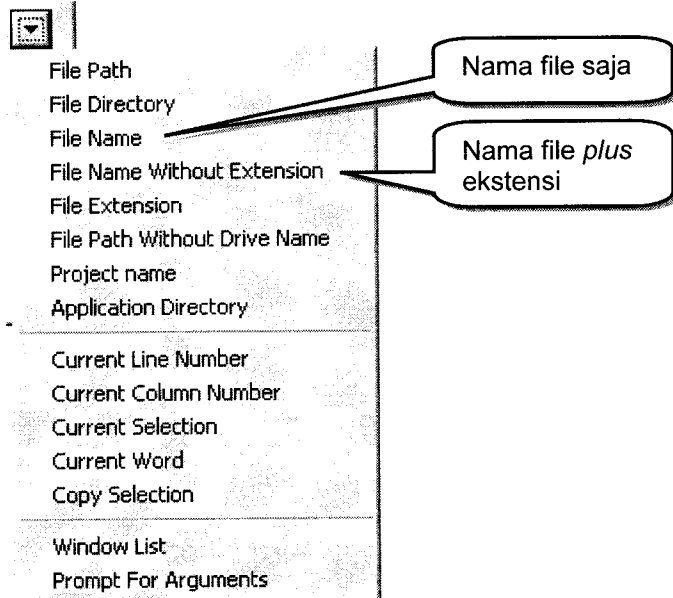 File Path
File Directory
File Name
File Name Without Extension
File Extension
File Path Without Drive Name
Project name
Application Directory
Current Line Number
Current Column Number
Current Selection
Current Word
Copy Selection
Window List
Prompt For Arguments
Nama file saja
Nama file plus
ekstensi